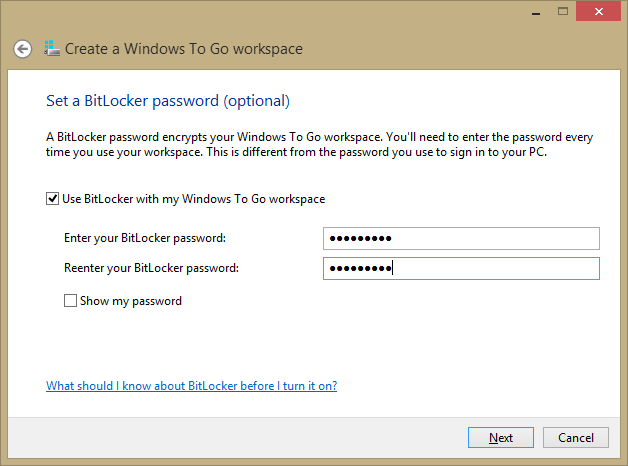 Create a Windows To Go workspace
Set a BitLocker password (optional)
A BitLocker password encrypts your Windows To Go workspace. You'll need to enter the password every
time you use your workspace. This is different from the password you use to sign in to your PC.
Use BitLocker with my Windows To Go workspace
Enter your BitLocker password: ●●●●●●●●●
Reenter your BitLocker password: ●●●●●●●●●
Show my password
What should I know about BitLocker before I turn it on?
Next Cancel